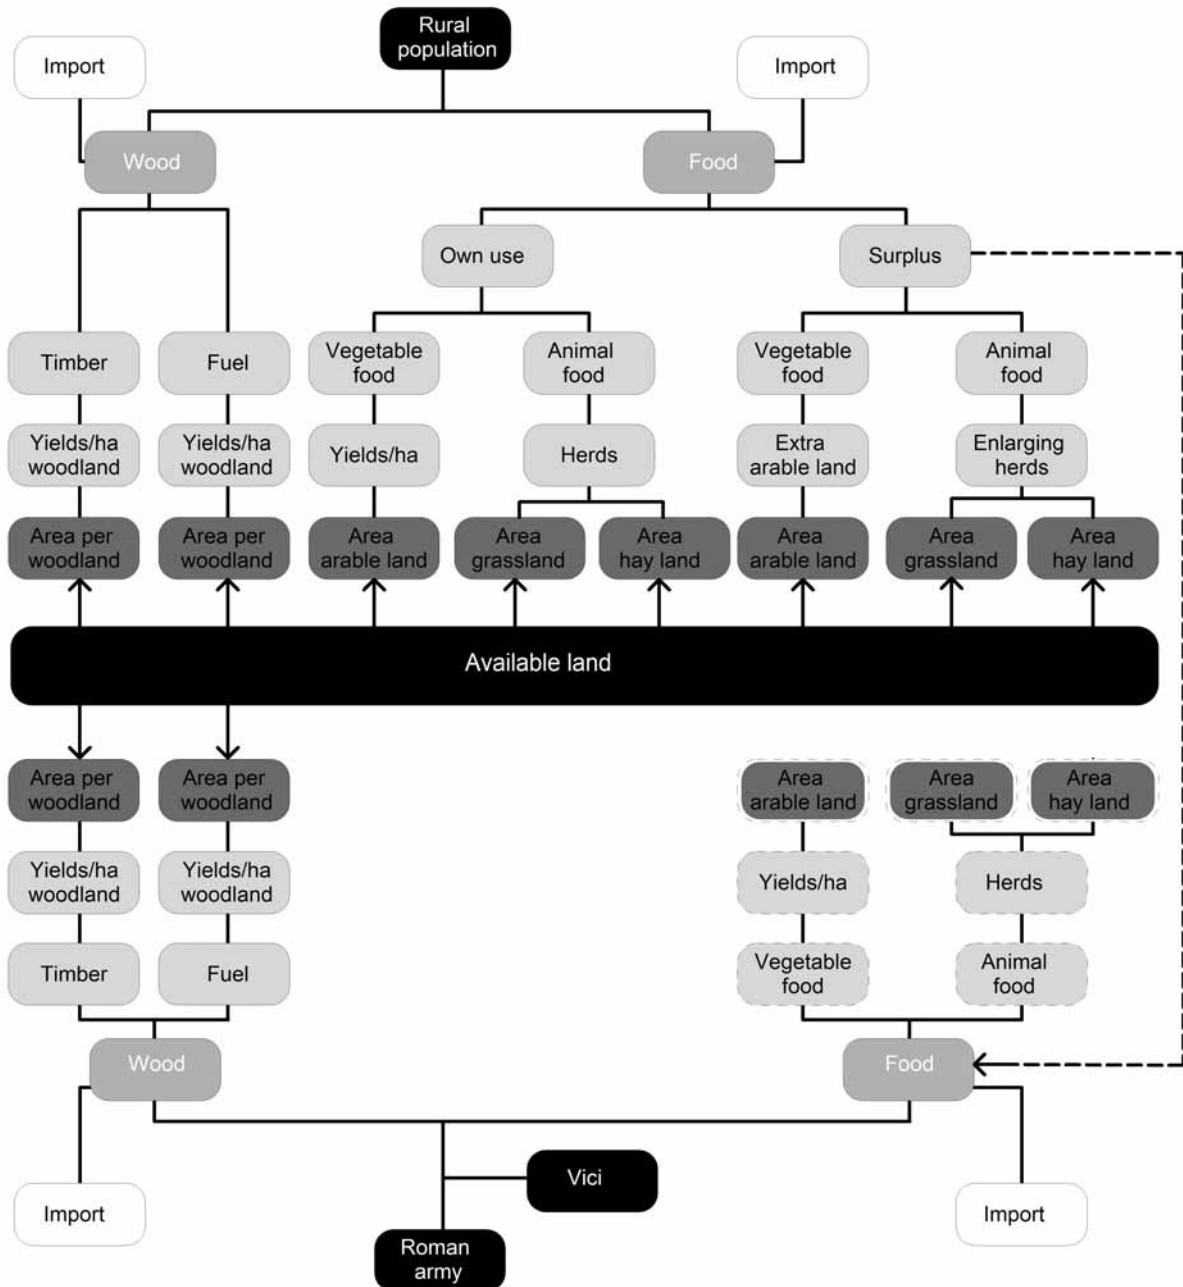 Rural
population
Import
Import
Wood
Food
Own use
Surplus
Timber
Fuel
Vegetable
food
Animal
food
Vegetable
food
Animal
food
Yields/ha
woodland
Yields/ha
woodland
Yields/ha
Herds
Extra
arable land
Enlarging
herds
Area per
woodland
Area per
woodland
Area
arable land
Area
grassland
Area
hay land
Area
arable land
Area
grassland
Area
hay land
Available land
Area per
woodland
Area per
woodland
Area
arable land
Area
grassland
Area
hay land
Yields/ha
woodland
Yields/ha
woodland
Yields/ha
Herds
Timber
Fuel
Vegetable
food
Animal
food
Wood
Food
Vici
Import
Import
Roman
army